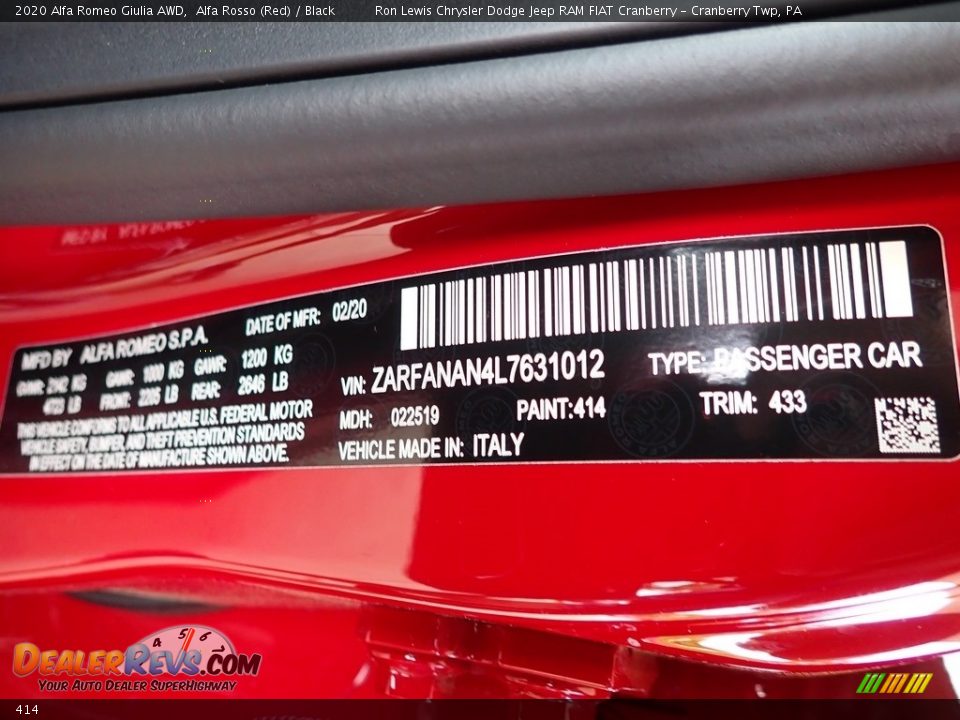 2020 Alfa Romeo Giulia AWD, Alfa Rosso (Red) / Black Ron Lewis Chrysler Dodge Jeep RAM FIAT Cranberry – Cranberry Twp, PA
MFD BY ALFA ROMEO S.P.A. DATE OF MFR: 02/20
GVWR: 2142 KG GAWR: 1000 KG GAWR: 1200 KG
4723 LB FRONT: 2205 LB REAR: 2646 LB
THIS VEHICLE CONFORMS TO ALL APPLICABLE U.S. FEDERAL MOTOR
VEHICLE SAFETY, BUMPER, AND THEFT PREVENTION STANDARDS
IN EFFECT ON THE DATE OF MANUFACTURE SHOWN ABOVE.
VIN: ZARFANAN4L7631012 TYPE: PASSENGER CAR
MDH: 022519 PAINT:414 TRIM: 433
VEHICLE MADE IN: ITALY
4 5 6
DEALERREVS.COM
YOUR AUTO DEALER SUPERHIGHWAY
414